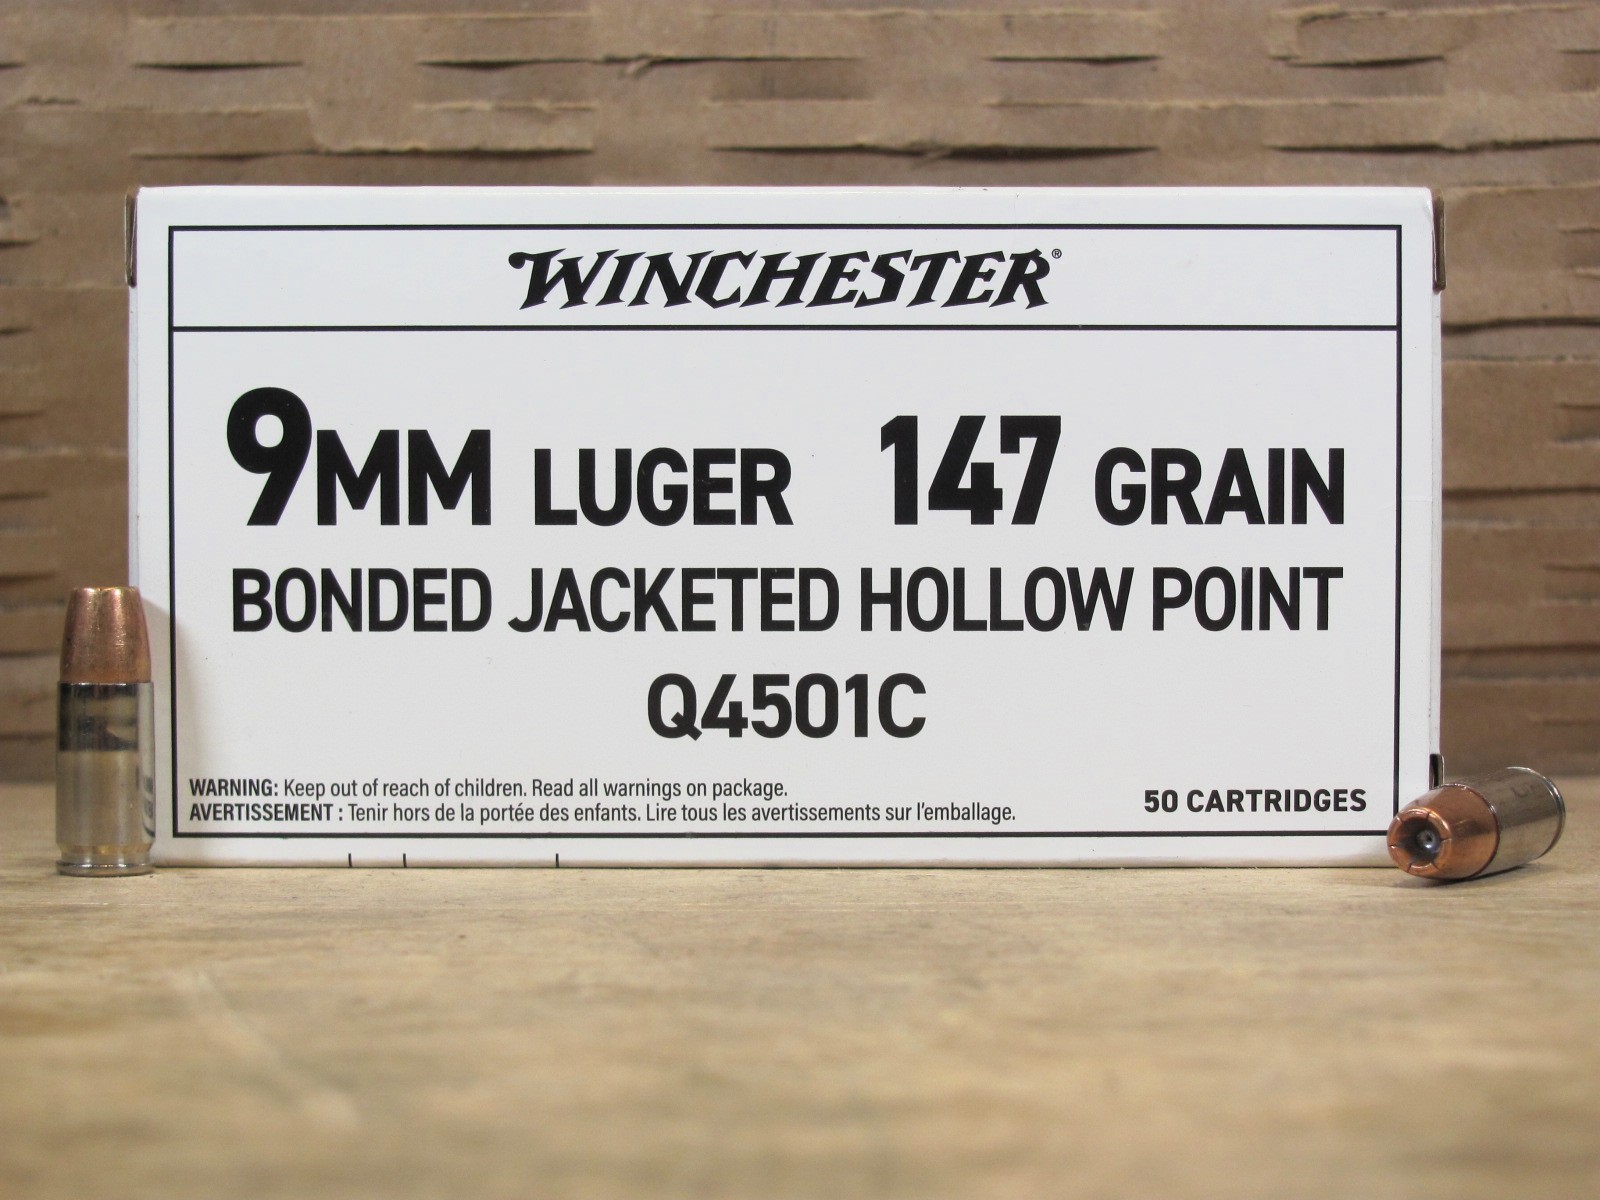 WINCHESTER®
9MM LUGER 147 GRAIN
BONDED JACKETED HOLLOW POINT
Q4501C
WARNING: Keep out of reach of children. Read all warnings on package.
AVERTISSEMENT : Tenir hors de la portée des enfants. Lire tous les avertissements sur l'emballage.
50 CARTRIDGES